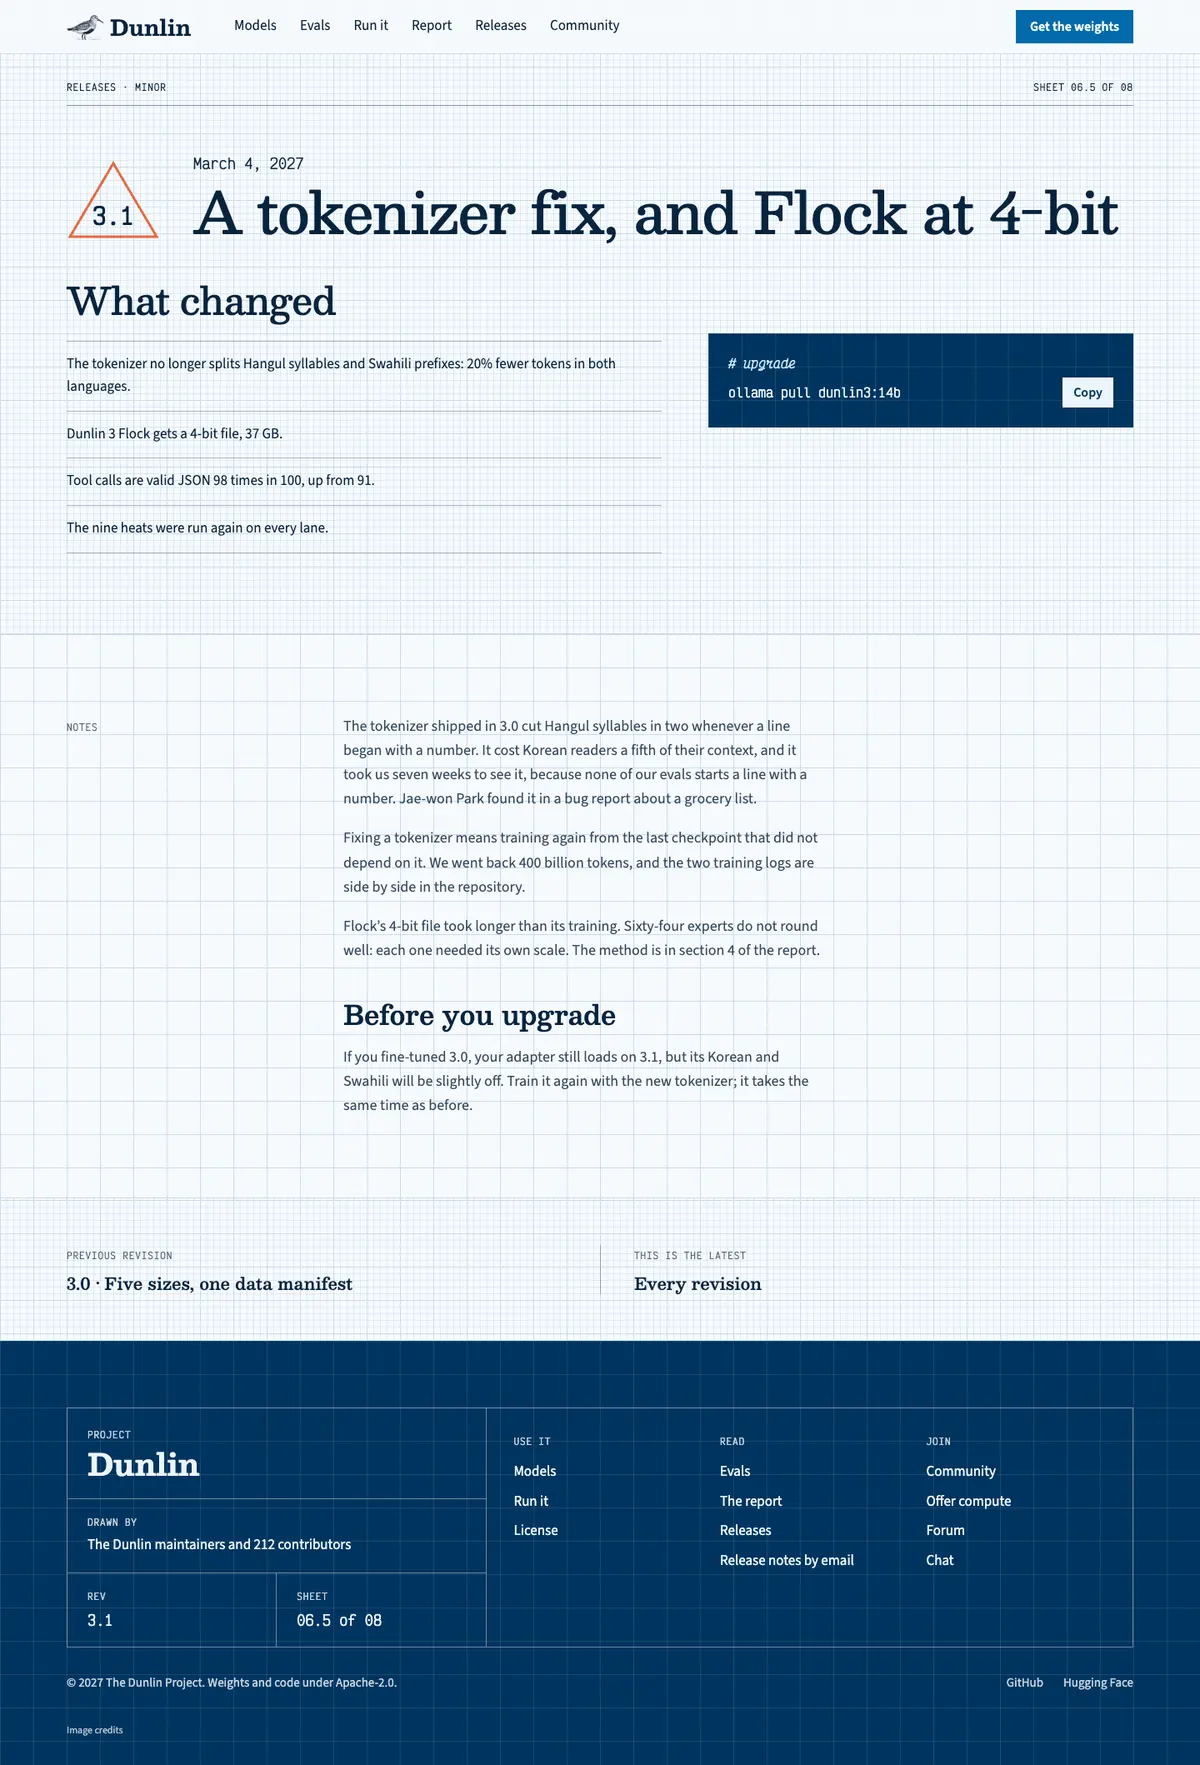 Dunlin
Models
Evals
Run it
Report
Releases
Community
Get the weights
RELEASES · MINOR
SHEET 06.5 OF 08
3.1
March 4, 2027
A tokenizer fix, and Flock at 4-bit
What changed
The tokenizer no longer splits Hangul syllables and Swahili prefixes: 20% fewer tokens in both
languages.
Dunlin 3 Flock gets a 4-bit file, 37 GB.
Tool calls are valid JSON 98 times in 100, up from 91.
The nine heats were run again on every lane.
# upgrade
ollama pull dunlin3:14b
Copy
NOTES
The tokenizer shipped in 3.0 cut Hangul syllables in two whenever a line
began with a number. It cost Korean readers a fifth of their context, and it
took us seven weeks to see it, because none of our evals starts a line with a
number. Jae-won Park found it in a bug report about a grocery list.
Fixing a tokenizer means training again from the last checkpoint that did not
depend on it. We went back 400 billion tokens, and the two training logs are
side by side in the repository.
Flock’s 4-bit file took longer than its training. Sixty-four experts do not round
well: each one needed its own scale. The method is in section 4 of the report.
Before you upgrade
If you fine-tuned 3.0, your adapter still loads on 3.1, but its Korean and
Swahili will be slightly off. Train it again with the new tokenizer; it takes the
same time as before.
PREVIOUS REVISION
3.0 · Five sizes, one data manifest
THIS IS THE LATEST
Every revision
PROJECT
Dunlin
DRAWN BY
The Dunlin maintainers and 212 contributors
REV
3.1
SHEET
06.5 of 08
USE IT
Models
Run it
License
READ
Evals
The report
Releases
Release notes by email
JOIN
Community
Offer compute
Forum
Chat
© 2027 The Dunlin Project. Weights and code under Apache-2.0.
GitHub
Hugging Face
Image credits